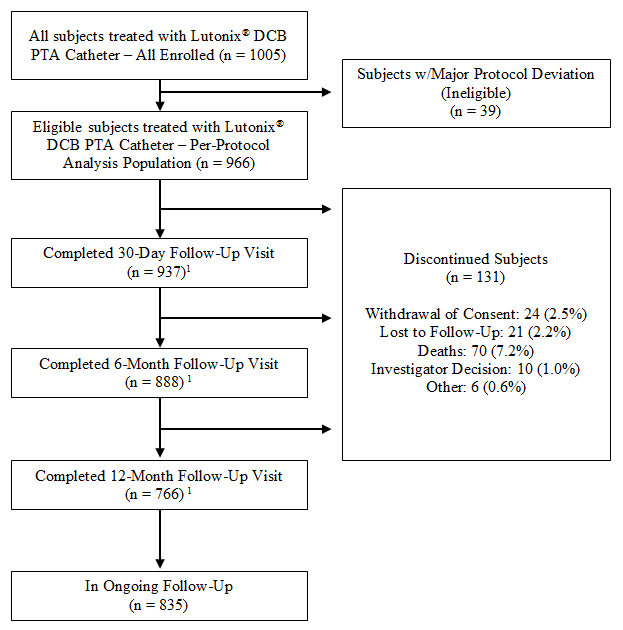 All subjects treated with Lutonix® DCB
PTA Catheter – All Enrolled (n = 1005)
Subjects w/Major Protocol Deviation
(Ineligible)
(n = 39)
Eligible subjects treated with Lutonix®
DCB PTA Catheter – Per-Protocol
Analysis Population (n = 966)
Completed 30-Day Follow-Up Visit
(n = 937)¹
Discontinued Subjects
(n = 131)
Withdrawal of Consent: 24 (2.5%)
Lost to Follow-Up: 21 (2.2%)
Deaths: 70 (7.2%)
Investigator Decision: 10 (1.0%)
Other: 6 (0.6%)
Completed 6-Month Follow-Up Visit
(n = 888) ¹
Completed 12-Month Follow-Up Visit
(n = 766) ¹
In Ongoing Follow-Up
(n = 835)